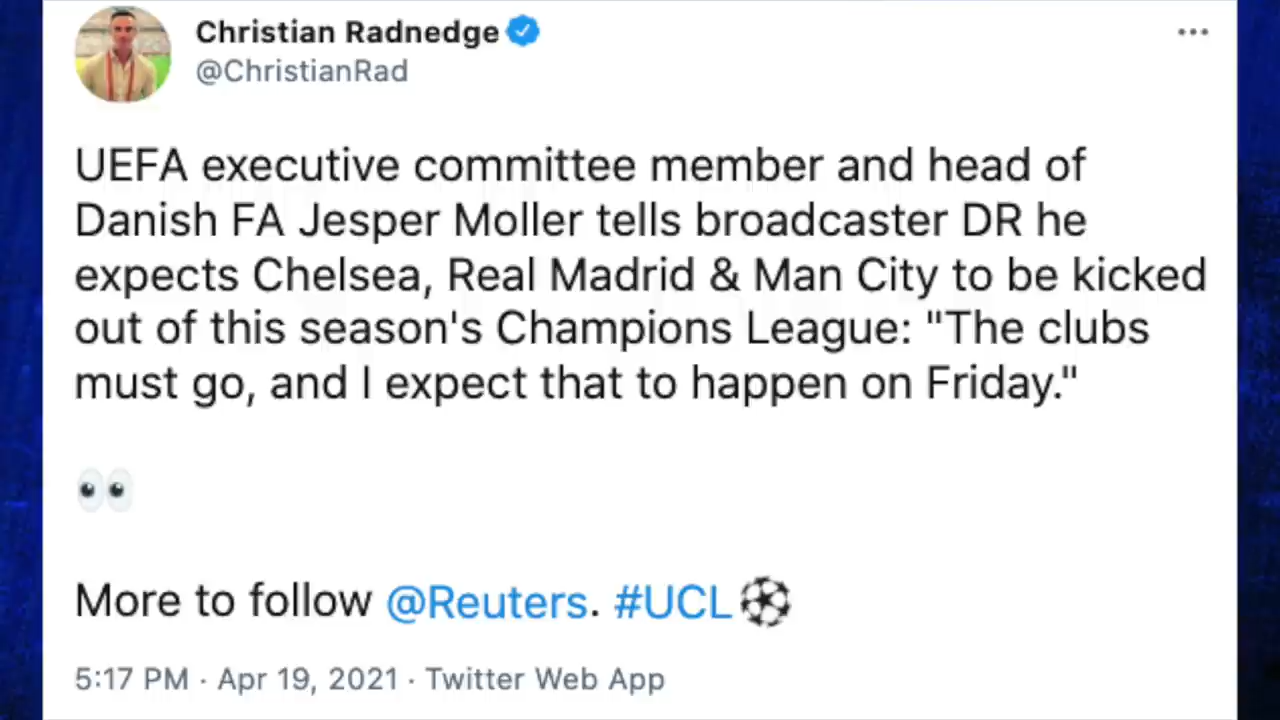 Christian Radnedge
@ChristianRad
UEFA executive committee member and head of
Danish FA Jesper Moller tells broadcaster DR he
expects Chelsea, Real Madrid & Man City to be kicked
out of this season's Champions League: "The clubs
must go, and I expect that to happen on Friday."
👀
More to follow @Reuters. #UCL⚽
5:17 PM · Apr 19, 2021 · Twitter Web App